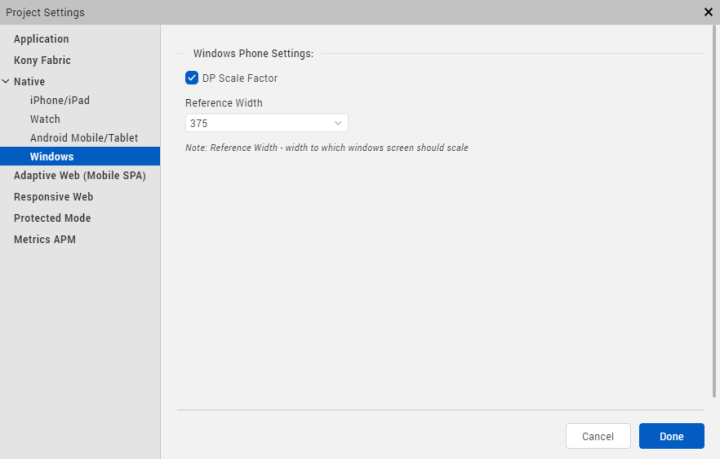 Project Settings
Application
Kony Fabric
Native
iPhone/iPad
Watch
Android Mobile/Tablet
Windows
Adaptive Web (Mobile SPA)
Responsive Web
Protected Mode
Metrics APM
Windows Phone Settings:
DP Scale Factor
Reference Width
375
Note: Reference Width - width to which windows screen should scale
Cancel
Done